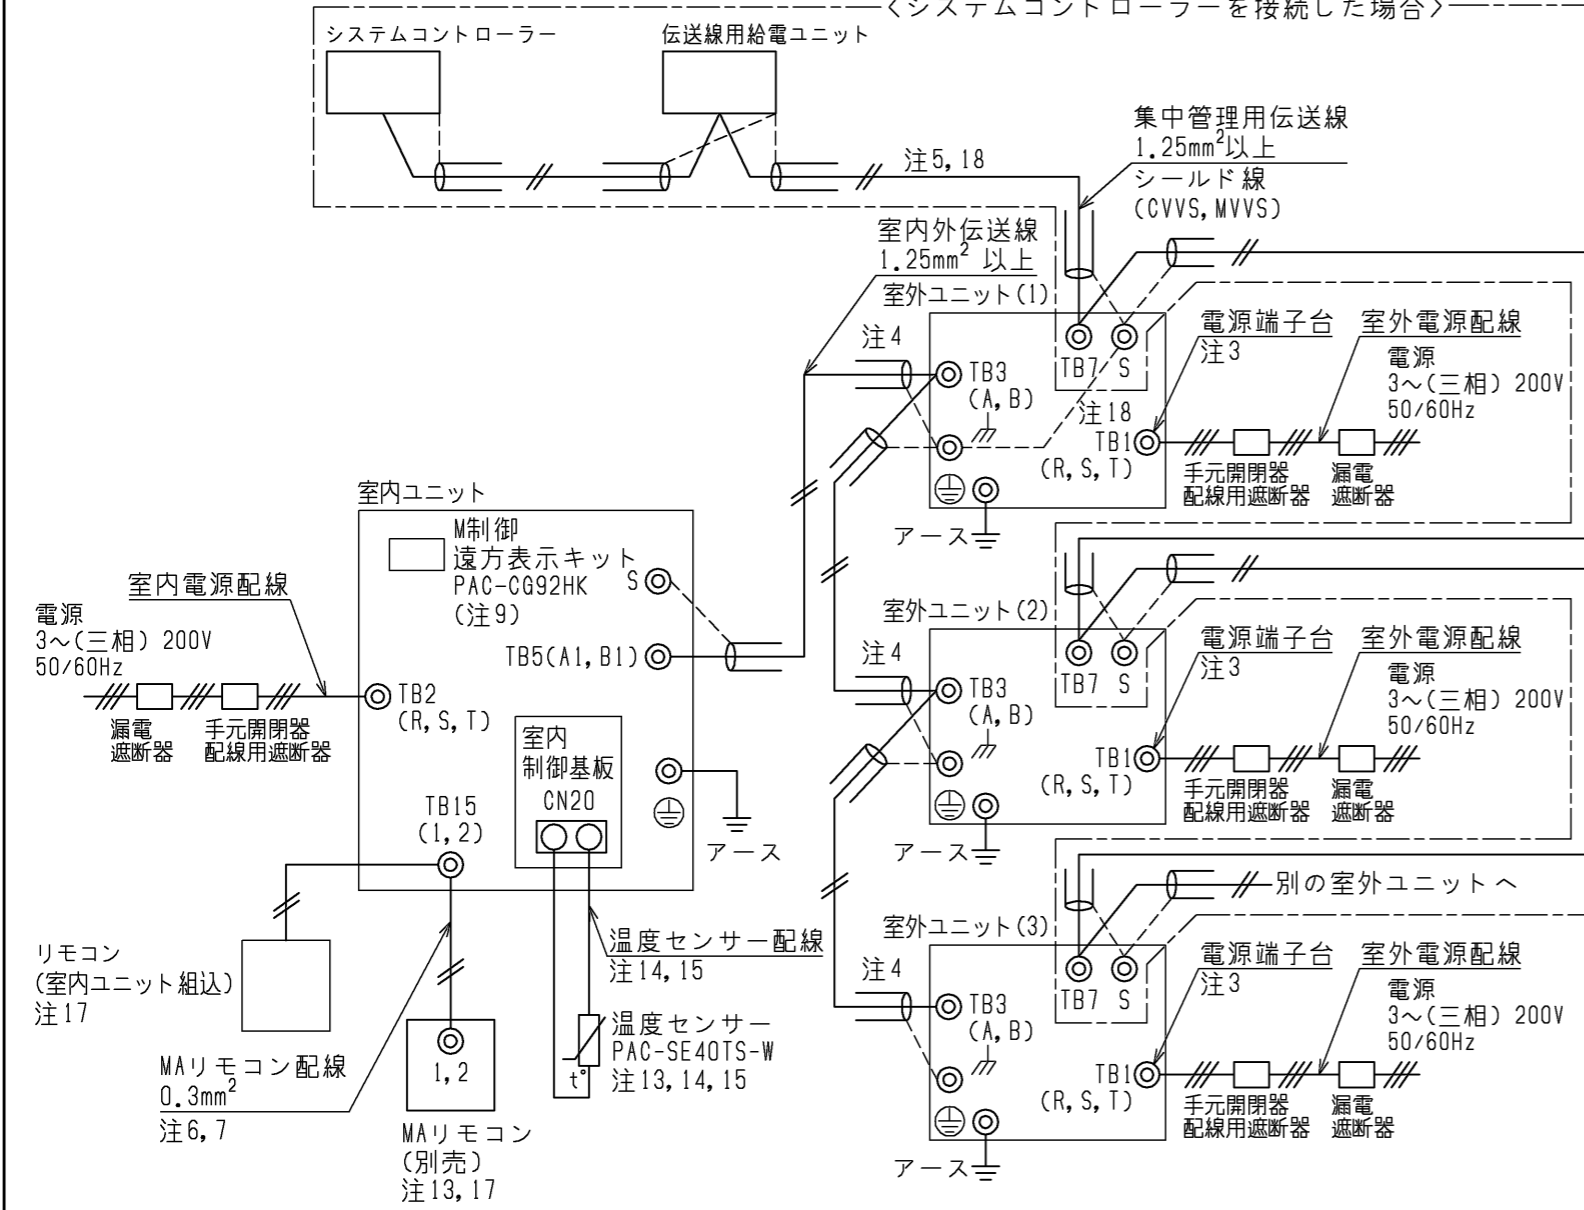 〈システムコントローラーを接続した場合〉
システムコントローラー
伝送線用給電ユニット
注5,18
集中管理用伝送線
1.25mm²以上
シールド線
(CVVS,MVVS)
室内外伝送線
1.25mm² 以上
室外ユニット(1)
注4
TB3
(A,B)
TB7 S
注18
TB1
(R,S,T)
アース
電源端子台
注3
室外電源配線
電源
3～(三相) 200V
50/60Hz
手元開閉器
配線用遮断器
漏電
遮断器
室内ユニット
M制御
遠方表示キット
PAC-CG92HK
(注9)
S
TB5(A1,B1)
室内電源配線
電源
3～(三相) 200V
50/60Hz
漏電
遮断器
手元開閉器
配線用遮断器
TB2
(R,S,T)
室内
制御基板
CN20
TB15
(1,2)
アース
リモコン
(室内ユニット組込)
注17
MAリモコン配線
0.3mm²
注6,7
1,2
MAリモコン
(別売)
注13,17
温度センサー配線
注14,15
温度センサー
PAC-SE40TS-W
注13,14,15
t°
室外ユニット(2)
注4
TB3
(A,B)
TB7 S
TB1
(R,S,T)
アース
電源端子台
注3
室外電源配線
電源
3～(三相) 200V
50/60Hz
手元開閉器
配線用遮断器
漏電
遮断器
別の室外ユニットへ
室外ユニット(3)
注4
TB3
(A,B)
TB7 S
TB1
(R,S,T)
アース
電源端子台
注3
室外電源配線
電源
3～(三相) 200V
50/60Hz
手元開閉器
配線用遮断器
漏電
遮断器